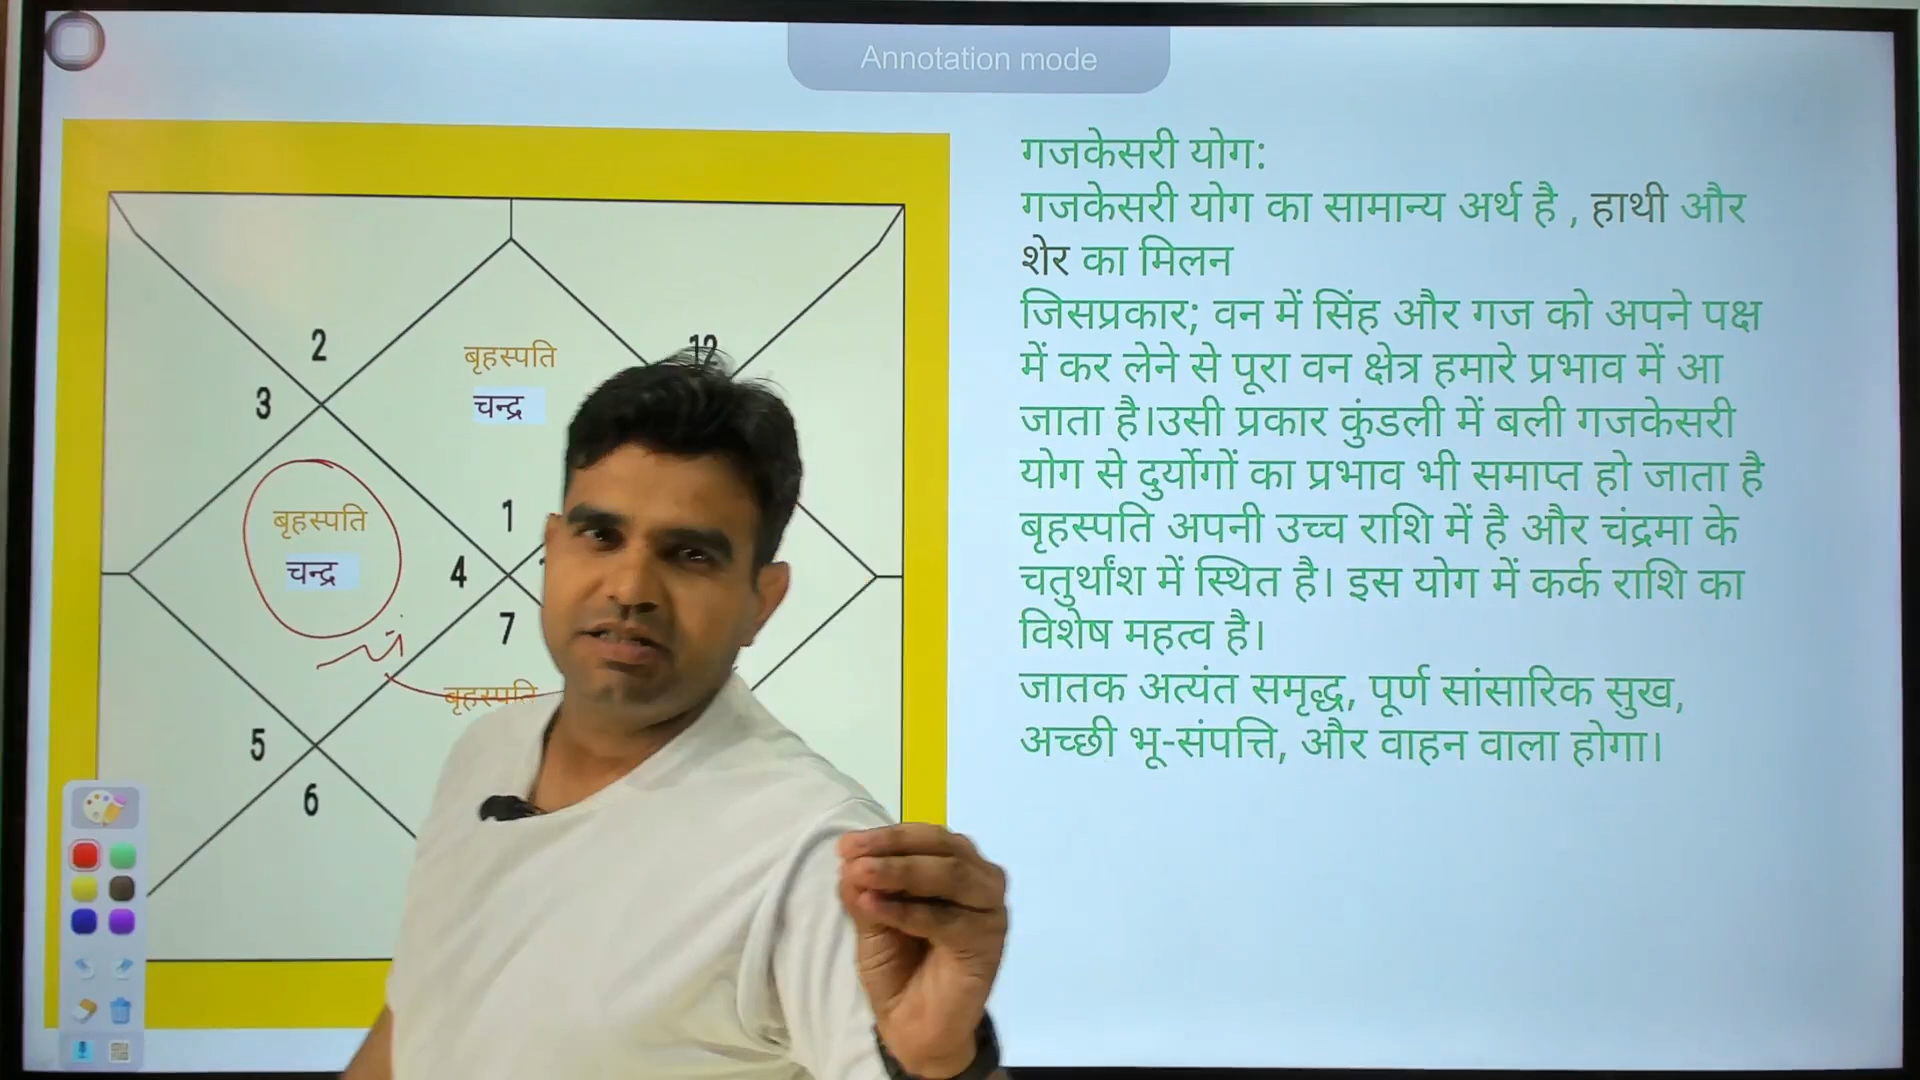 Annotation mode
गजकेसरी योग:
गजकेसरी योग का सामान्य अर्थ है , हाथी और
शेर का मिलन
जिसप्रकार; वन में सिंह और गज को अपने पक्ष
में कर लेने से पूरा वन क्षेत्र हमारे प्रभाव में आ
जाता है।उसी प्रकार कुंडली में बली गजकेसरी
योग से दुर्योगों का प्रभाव भी समाप्त हो जाता है
बृहस्पति अपनी उच्च राशि में है और चंद्रमा के
चतुर्थांश में स्थित है। इस योग में कर्क राशि का
विशेष महत्व है।
जातक अत्यंत समृद्ध, पूर्ण सांसारिक सुख,
अच्छी भू-संपत्ति, और वाहन वाला होगा।
2
12
बृहस्पति
3
चन्द्र
1
बृहस्पति
4
चन्द्र
7
बृहस्पति
5
6